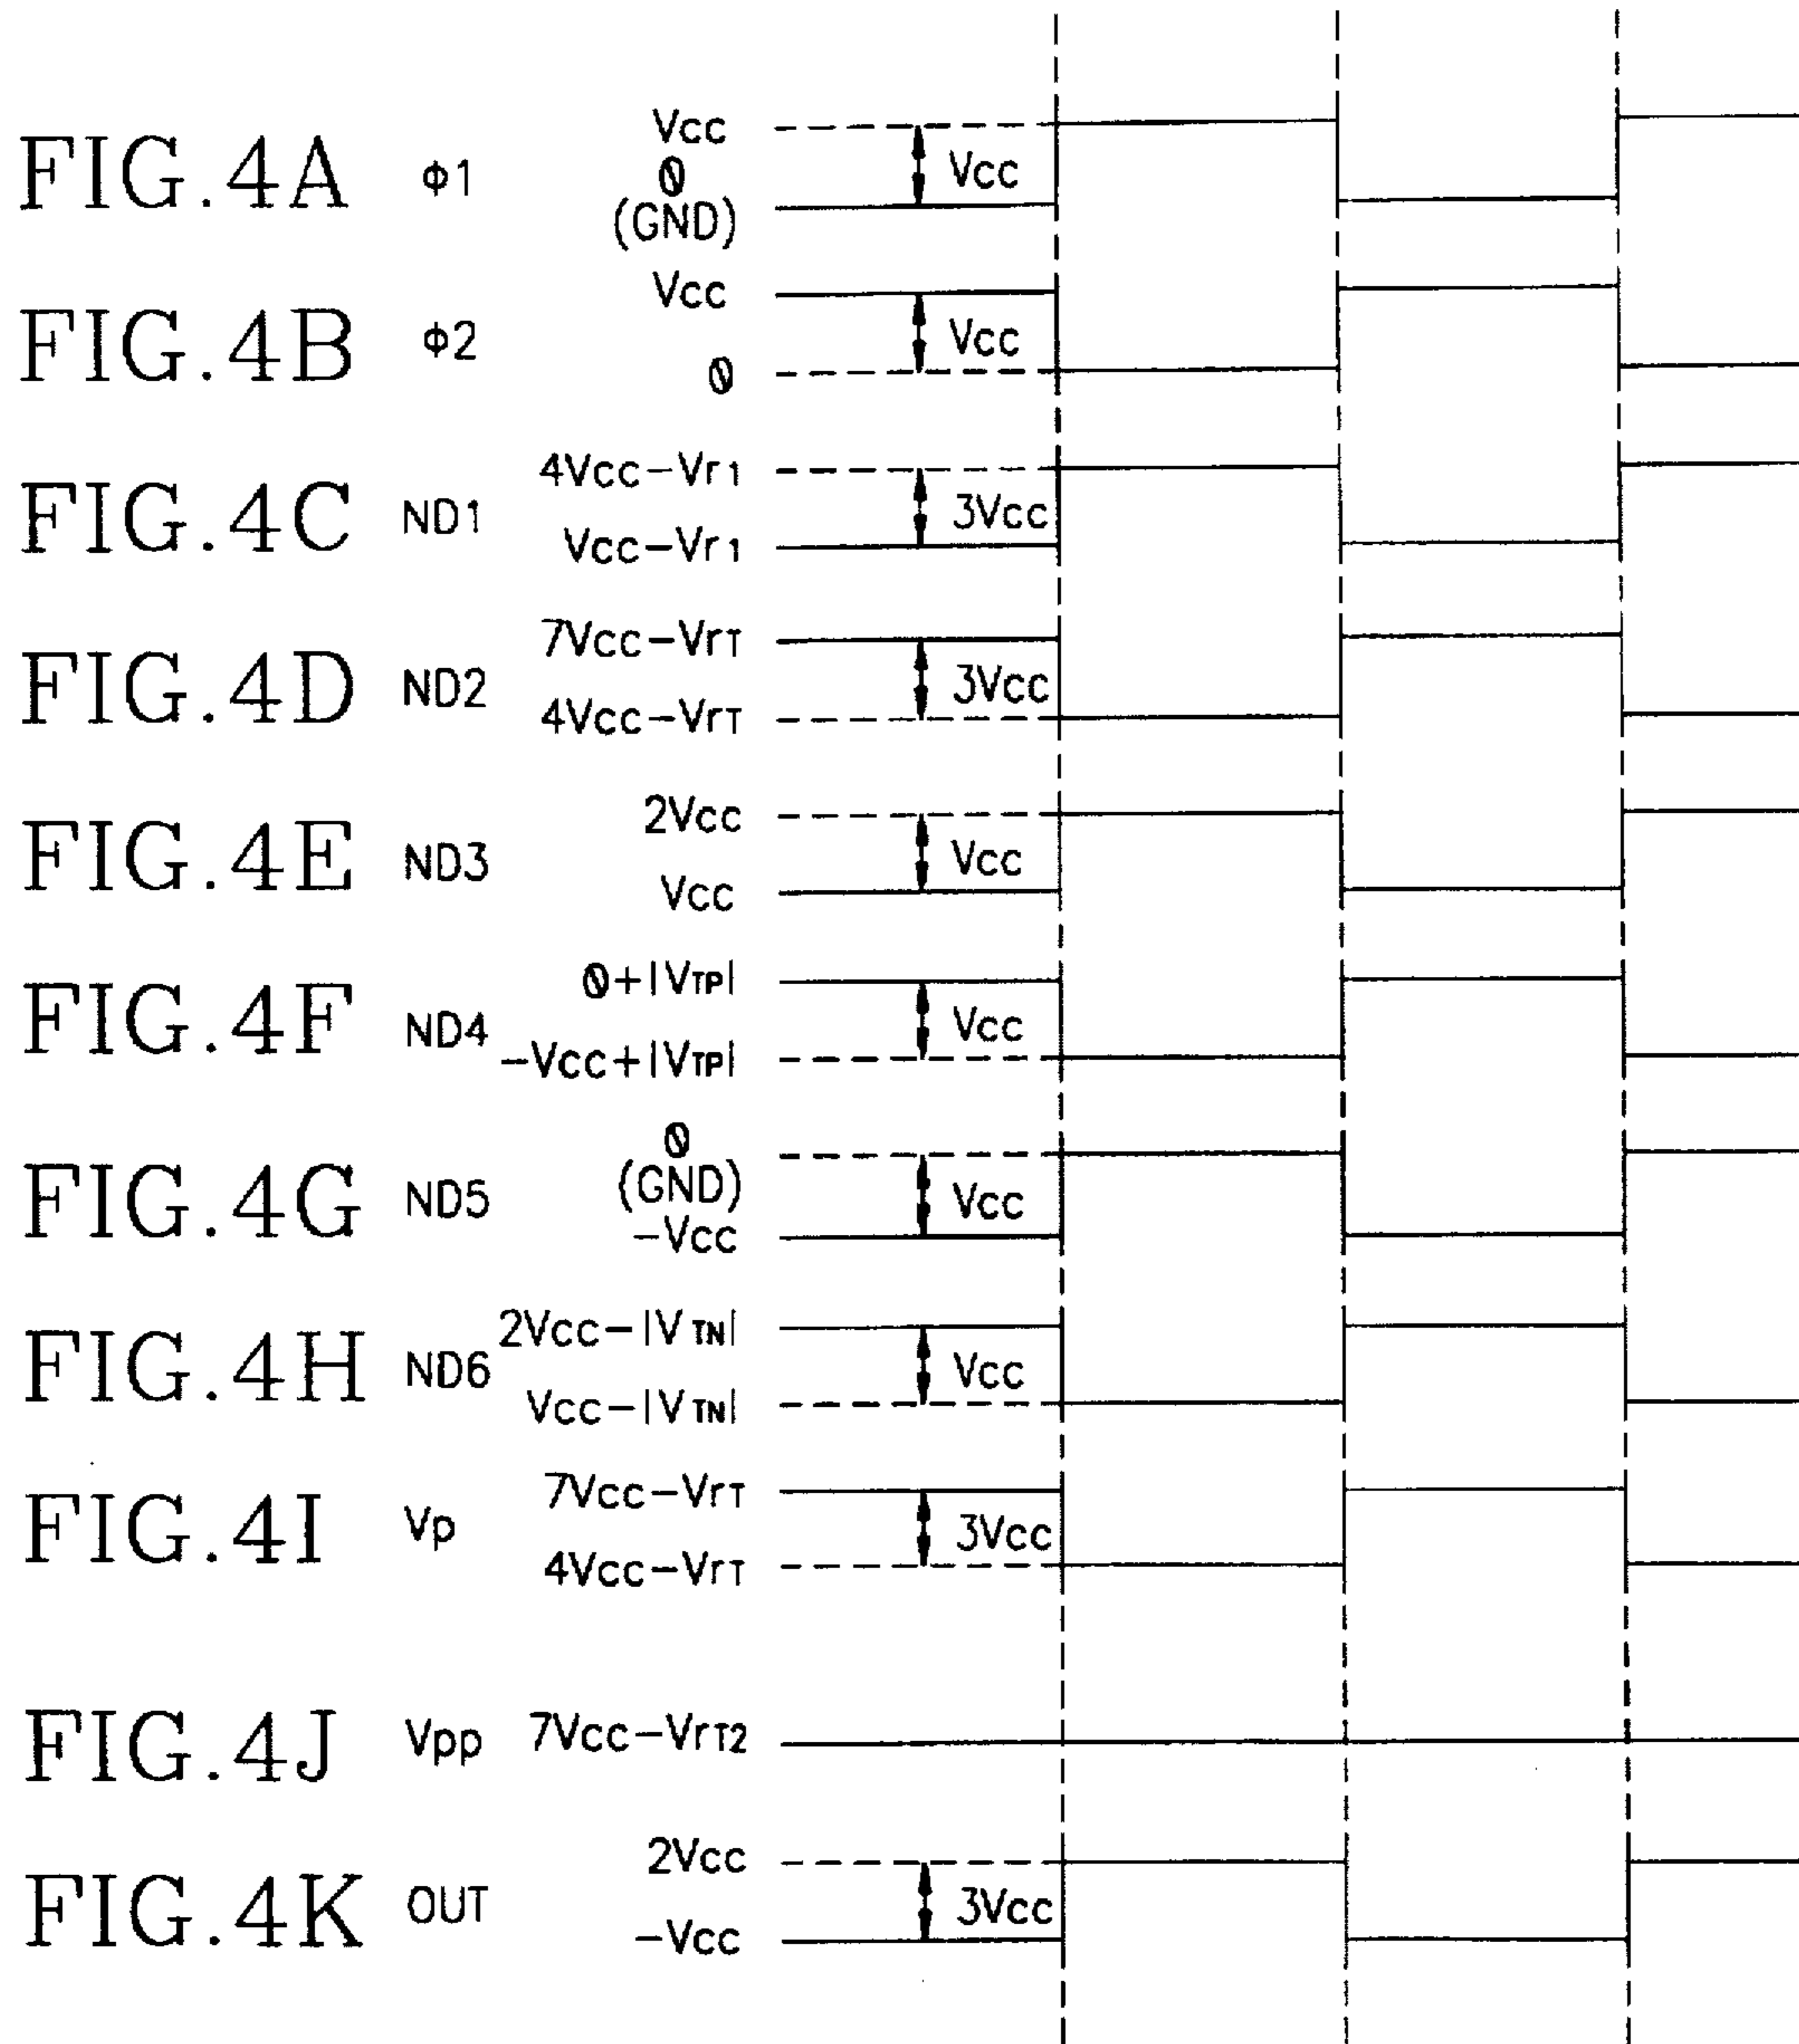 FIG.4A φ1 Vcc
0
(GND)
Vcc
FIG.4B φ2 Vcc
0
Vcc
FIG.4C ND1 4Vcc-Vr1
Vcc-Vr1
3Vcc
FIG.4D ND2 7Vcc-VrT
4Vcc-VrT
3Vcc
FIG.4E ND3 2Vcc
Vcc
Vcc
FIG.4F ND4 0+|VTP|
-Vcc+|VTP|
Vcc
FIG.4G ND5 0
(GND)
-Vcc
Vcc
FIG.4H ND6 2Vcc-|VTN|
Vcc-|VTN|
Vcc
FIG.4I Vp 7Vcc-VrT
4Vcc-VrT
3Vcc
FIG.4J Vpp 7Vcc-VrT2
FIG.4K OUT 2Vcc
-Vcc
3Vcc